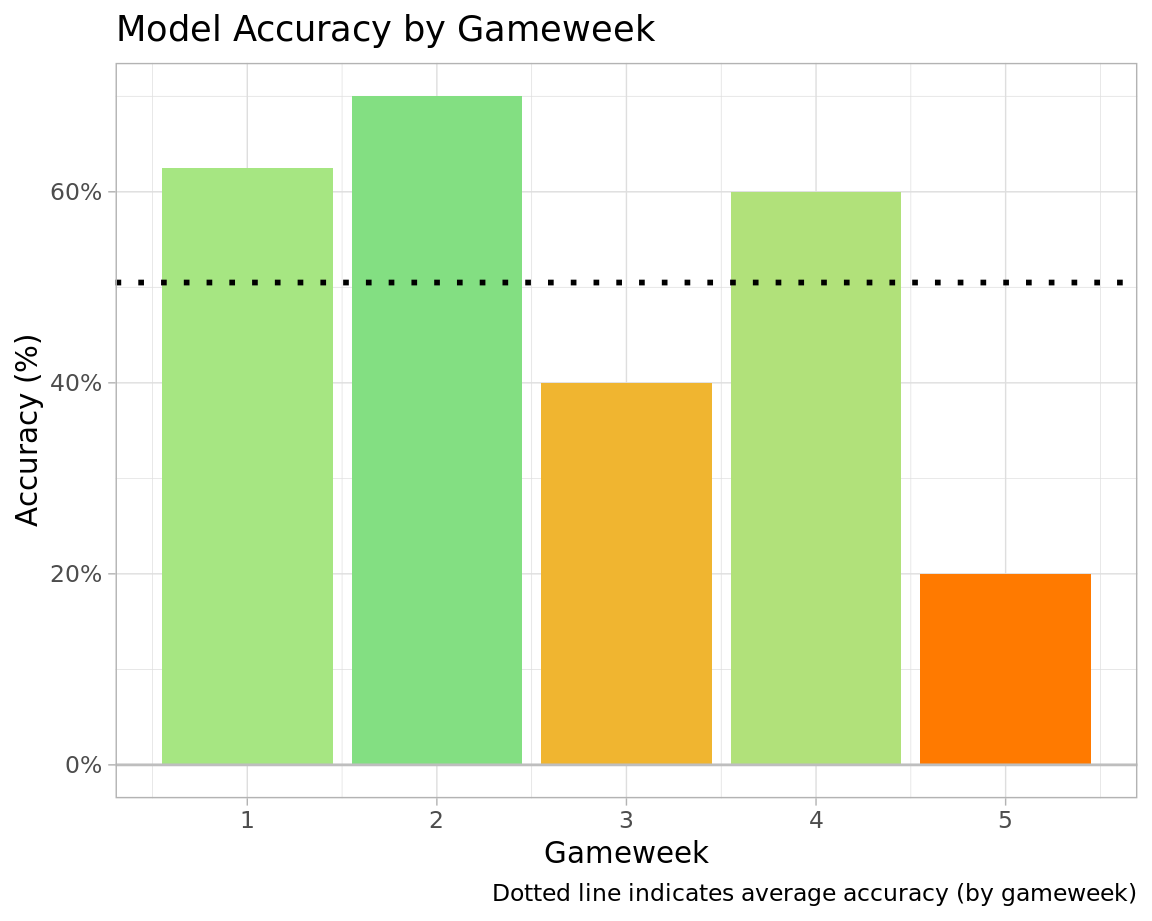 Model Accuracy by Gameweek
Accuracy (%)
60%
40%
20%
0%
1 2 3 4 5
Gameweek
Dotted line indicates average accuracy (by gameweek)